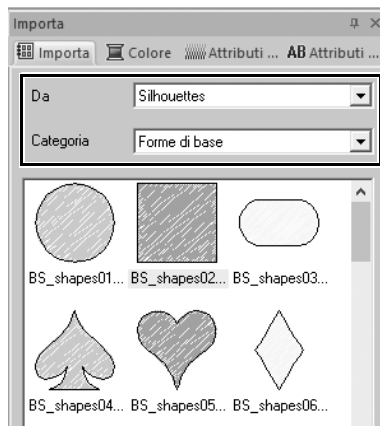 Importa
Importa Colore Attributi ... AB Attributi ...
Da Silhouettes
Categoria Forme di base
BS_shapes01... BS_shapes02... BS_shapes03...
BS_shapes04... BS_shapes05... BS_shapes06...